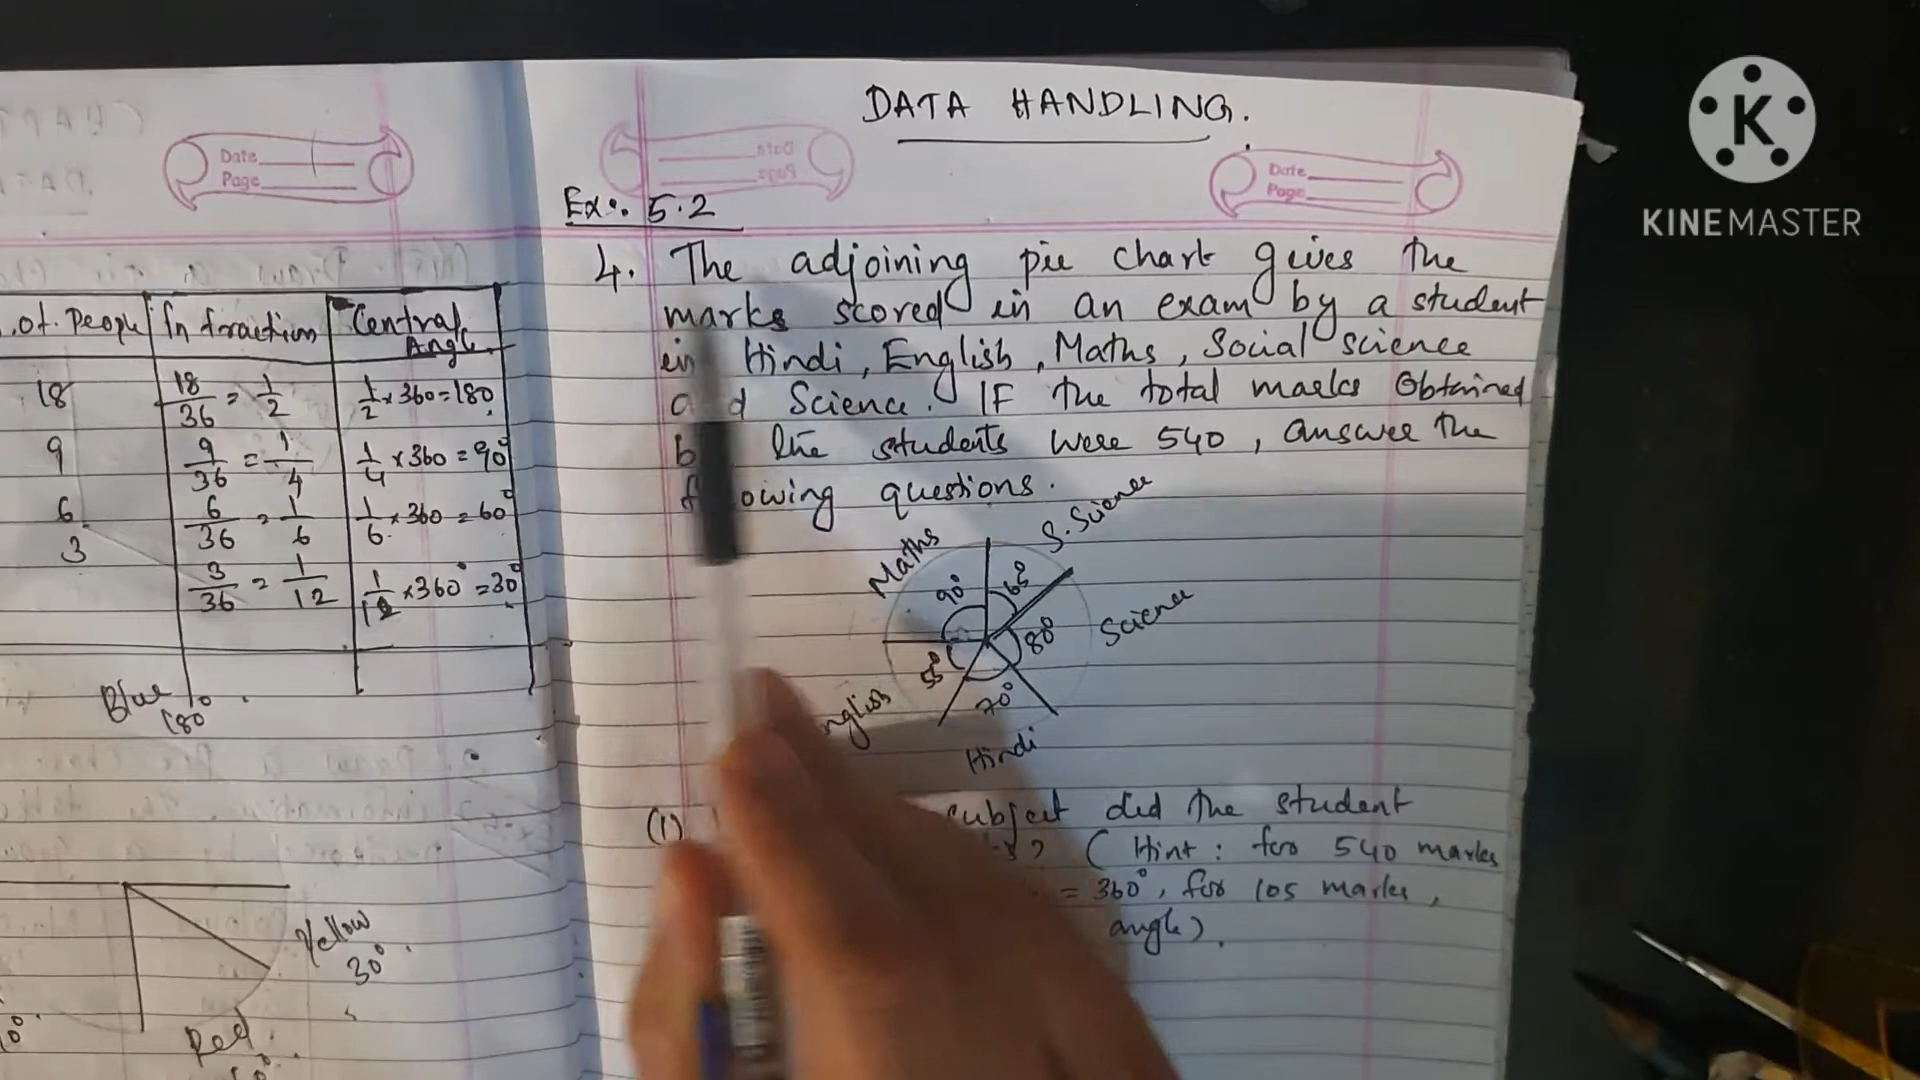 Date
Page
. of. People In fraction Central Angle
18 18/36 = 1/2 1/2 × 360 = 180
9 9/36 = 1/4 1/4 × 360 = 90°
6 6/36 = 1/6 1/6 × 360 = 60°
3 3/36 = 1/12 1/12 × 360° = 30°
Blue
180°
Yellow
30°
Red
DATA HANDLING.
Date
Page
Ex:. 5.2
4. The adjoining pie chart gives the
marks scored in an exam by a student
in Hindi, English, Maths, Social science
Science. IF the total marks Obtained
the students were 540, answer the
owing questions.
Maths
S. Science
90°
65°
Science
80°
55°
70°
nglish
Hindi
(1) subject did the student
(Hint: for 540 marks
= 360°, for 105 marks,
angle).
K
KINEMASTER